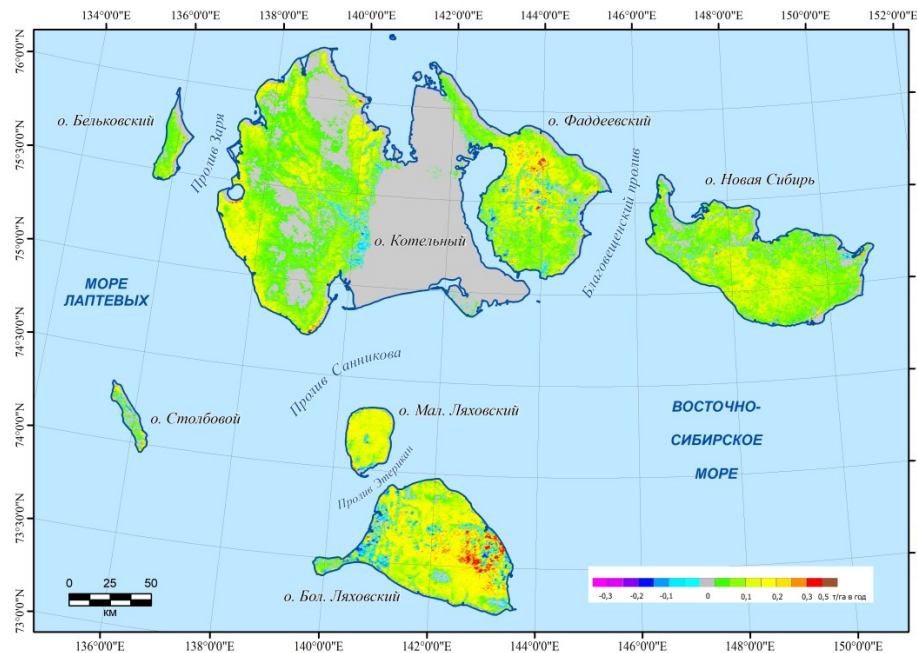 134°0'0"E 136°0'0"E 138°0'0"E 140°0'0"E 142°0'0"E 144°0'0"E 146°0'0"E 148°0'0"E 150°0'0"E 152°0'0"E
76°0'0"N
о. Бельковский
Пролив Заря
о. Фаддеевский
75°30'0"N
о. Новая Сибирь
Благовещенский пролив
75°0'0"N
о. Котельный
МОРЕ
ЛАПТЕВЫХ
74°30'0"N
Пролив Санникова
о. Столбовой
о. Мал. Ляховский
ВОСТОЧНО-
СИБИРСКОЕ
МОРЕ
74°0'0"N
Пролив Этерикан
73°30'0"N
о. Бол. Ляховский
0 25 50
КМ
-0,3 -0,2 -0,1 0 0,1 0,2 0,3 0,5 т/га в год
73°0'0"N
134°0'0"E 136°0'0"E 138°0'0"E 140°0'0"E 142°0'0"E 144°0'0"E 146°0'0"E 148°0'0"E 150°0'0"E